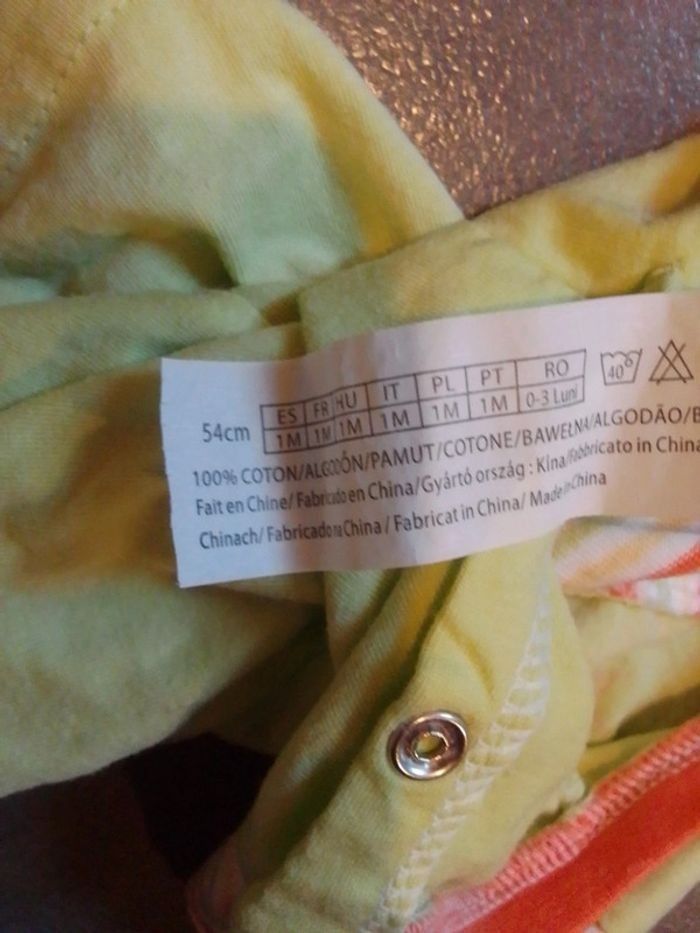 ES FR HU IT PL PT RO
54cm 1M 1M 1M 1M 1M 1M 0-3 Luni
40°
100% COTON/ALGODÓN/PAMUT/COTONE/BAWEŁNA/ALGODÃO/B
Fait en Chine/ Fabricado en China/Gyártó ország : Kína/Fabbricato in China
Chinach/ Fabricado na China / Fabricat in China/ Made in China